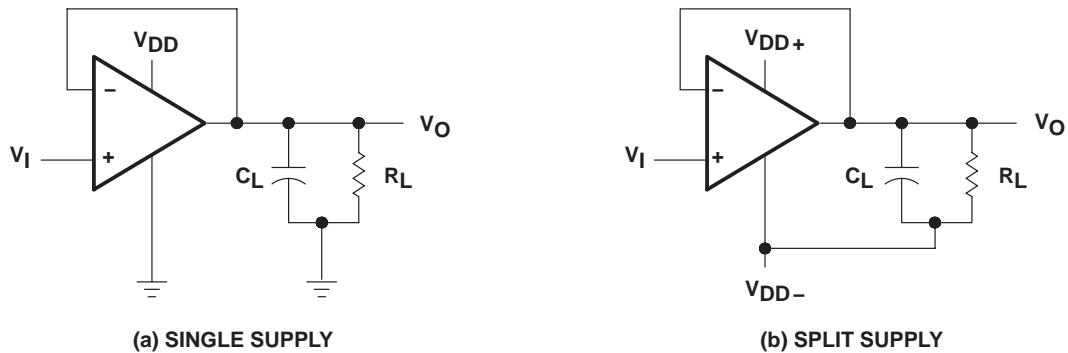 VDD
−
VI
+
VO
CL
RL
(a) SINGLE SUPPLY
VDD+
−
VI
+
VO
CL
RL
VDD−
(b) SPLIT SUPPLY